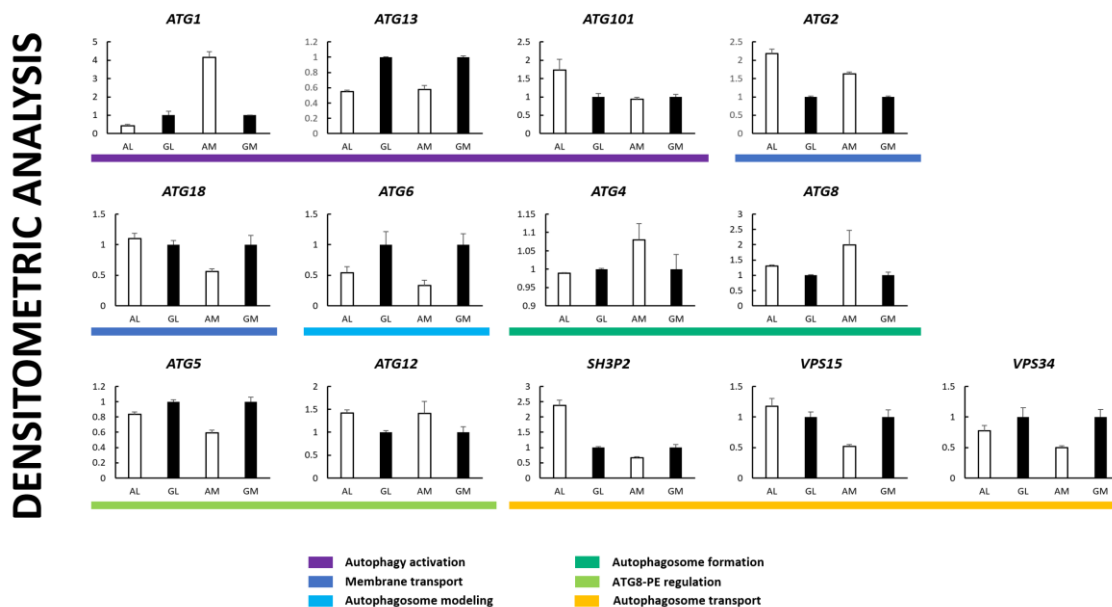 DENSITOMETRIC ANALYSIS
ATG1 ATG13 ATG101 ATG2
5 1.2 2.5 2.5
4 1 2 2
3 0.8 1.5 1.5
2 0.6 1 1
1 0.4 0.5 0.5
0 0.2 0 0
0
AL GL AM GM AL GL AM GM AL GL AM GM AL GL AM GM
ATG18 ATG6 ATG4 ATG8
1.5 1.5 1.15 3
1 1 1.1 2.5
0.5 0.5 1.05 2
0 0 1 1.5
0.95 1
0.9 0.5
0
AL GL AM GM AL GL AM GM AL GL AM GM AL GL AM GM
ATG5 ATG12 SH3P2 VPS15 VPS34
1.2 2 3 1.5 1.5
1 1.5 2.5 1 1
0.8 1 2 0.5 0.5
0.6 0.5 1.5 0 0
0.4 0 1
0.2 0.5
0 0
AL GL AM GM AL GL AM GM AL GL AM GM AL GL AM GM AL GL AM GM
Autophagy activation Autophagosome formation
Membrane transport ATG8-PE regulation
Autophagosome modeling Autophagosome transport